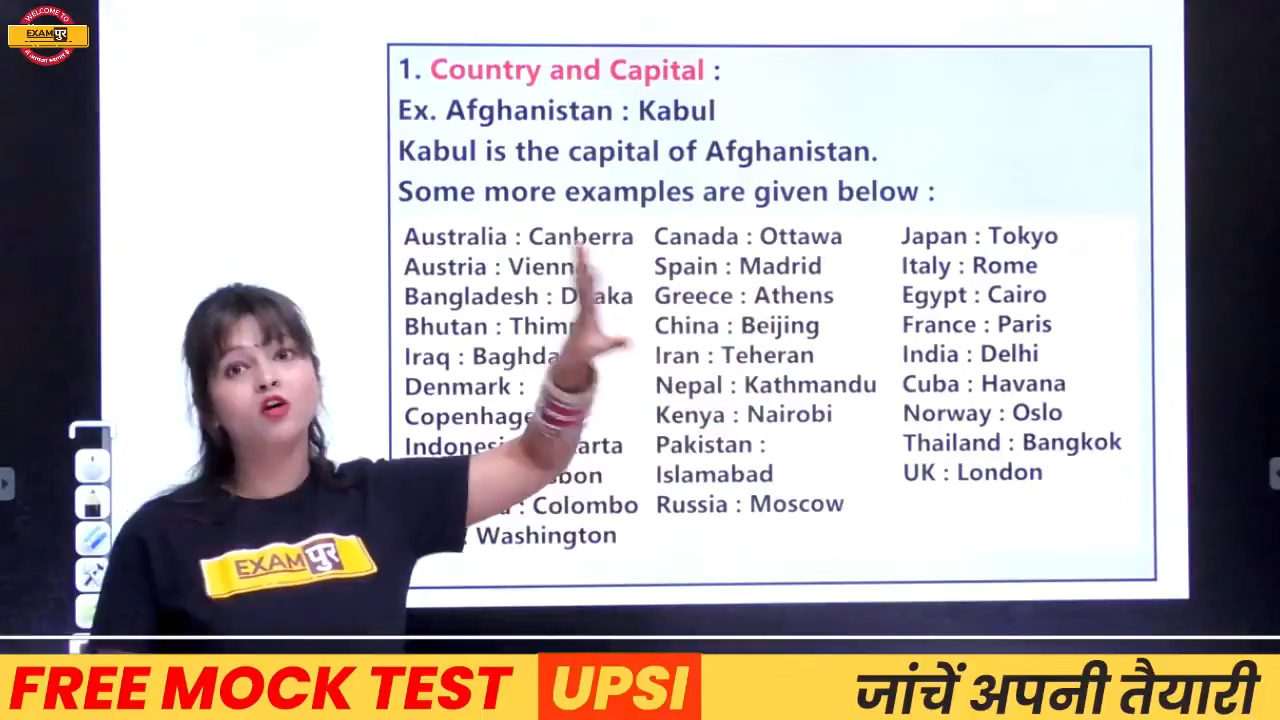 WELCOME TO
EXAMপुर
1. Country and Capital :
Ex. Afghanistan : Kabul
Kabul is the capital of Afghanistan.
Some more examples are given below :
Australia : Canberra
Austria :
Bangladesh :
Bhutan :
Iraq :
Denmark :
: Colombo
: Washington
Canada : Ottawa
Spain : Madrid
Greece : Athens
China : Beijing
Iran : Teheran
Nepal : Kathmandu
Kenya : Nairobi
Pakistan :
Islamabad
Russia : Moscow
Japan : Tokyo
Italy : Rome
Egypt : Cairo
France : Paris
India : Delhi
Cuba : Havana
Norway : Oslo
Thailand : Bangkok
UK : London
EXAMपुर
FREE MOCK TEST UPSI जांचें अपनी तैयारी